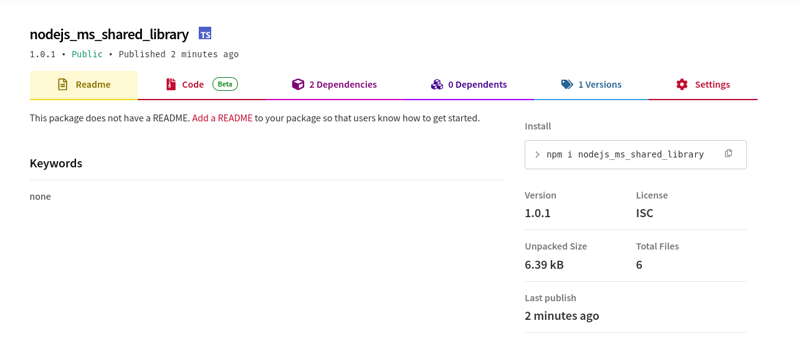 nodejs_ms_shared_library TS
1.0.1 • Public • Published 2 minutes ago
Readme
Code Beta
2 Dependencies
0 Dependents
1 Versions
Settings
This package does not have a README. Add a README to your package so that users know how to get started.
Keywords
none
Install
> npm i nodejs_ms_shared_library
Version
1.0.1
License
ISC
Unpacked Size
6.39 kB
Total Files
6
Last publish
2 minutes ago